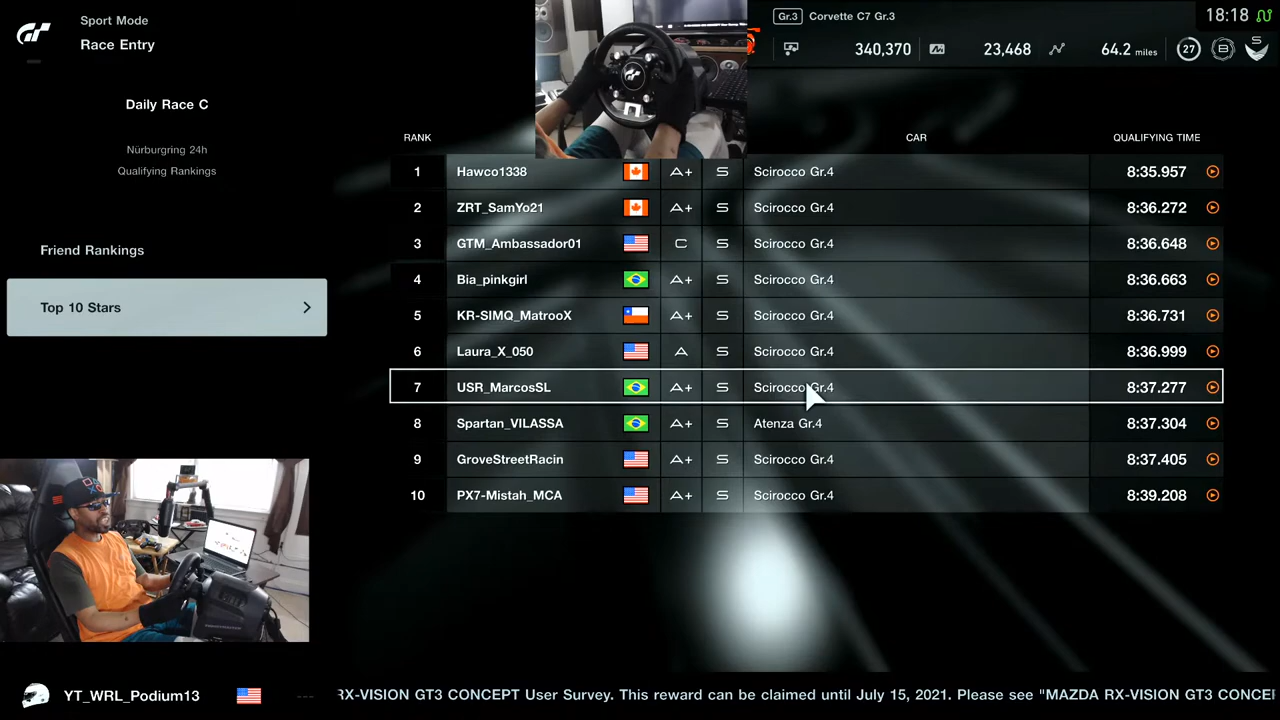 Sport Mode
Race Entry
Gr.3 Corvette C7 Gr.3
18:18
340,370 23,468 64.2 miles 27 B S
Daily Race C
Nürburgring 24h
Qualifying Rankings
Friend Rankings
Top 10 Stars
RANK CAR QUALIFYING TIME
1 Hawco1338 A+ S Scirocco Gr.4 8:35.957
2 ZRT_SamYo21 A+ S Scirocco Gr.4 8:36.272
3 GTM_Ambassador01 C S Scirocco Gr.4 8:36.648
4 Bia_pinkgirl A+ S Scirocco Gr.4 8:36.663
5 KR-SIMQ_MatrooX A+ S Scirocco Gr.4 8:36.731
6 Laura_X_050 A S Scirocco Gr.4 8:36.999
7 USR_MarcosSL A+ S Scirocco Gr.4 8:37.277
8 Spartan_VILASSA A+ S Atenza Gr.4 8:37.304
9 GroveStreetRacin A+ S Scirocco Gr.4 8:37.405
10 PX7-Mistah_MCA A+ S Scirocco Gr.4 8:39.208
YT_WRL_Podium13 --- RX-VISION GT3 CONCEPT User Survey. This reward can be claimed until July 15, 2021. Please see "MAZDA RX-VISION GT3 CONCE